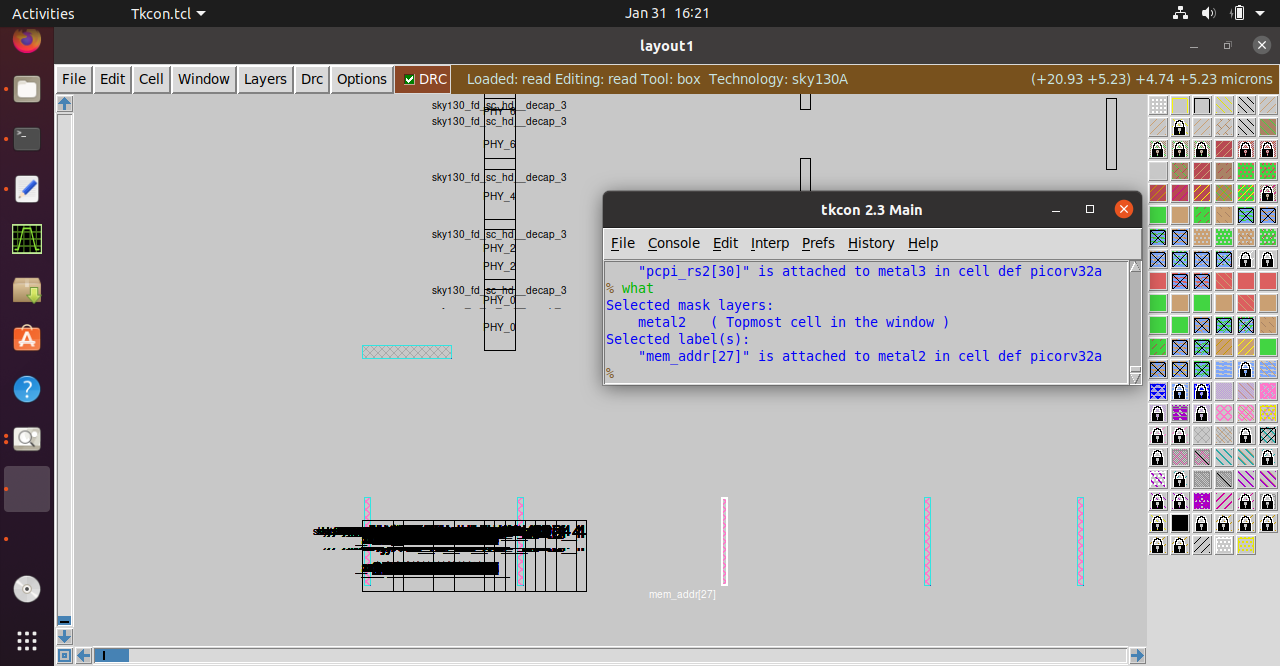 Activities
Tkcon.tcl
Jan 31 16:21
layout1
File Edit Cell Window Layers Drc Options DRC Loaded: read Editing: read Tool: box Technology: sky130A (+20.93 +5.23) +4.74 +5.23 microns
sky130_fd_sc_hd__decap_3
PHY_6
sky130_fd_sc_hd__decap_3
PHY_6
sky130_fd_sc_hd__decap_3
PHY_4
sky130_fd_sc_hd__decap_3
PHY_2
PHY_2
sky130_fd_sc_hd__decap_3
PHY_0
PHY_0
tkcon 2.3 Main
File Console Edit Interp Prefs History Help
"pcpi_rs2[30]" is attached to metal3 in cell def picorv32a
% what
Selected mask layers:
metal2 ( Topmost cell in the window )
Selected label(s):
"mem_addr[27]" is attached to metal2 in cell def picorv32a
%
mem_addr[27]